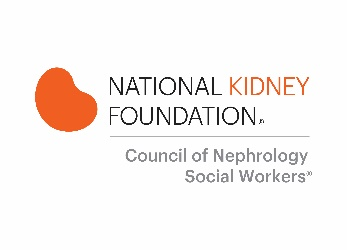 NATIONAL KIDNEY
FOUNDATION®
Council of Nephrology
Social Workers®